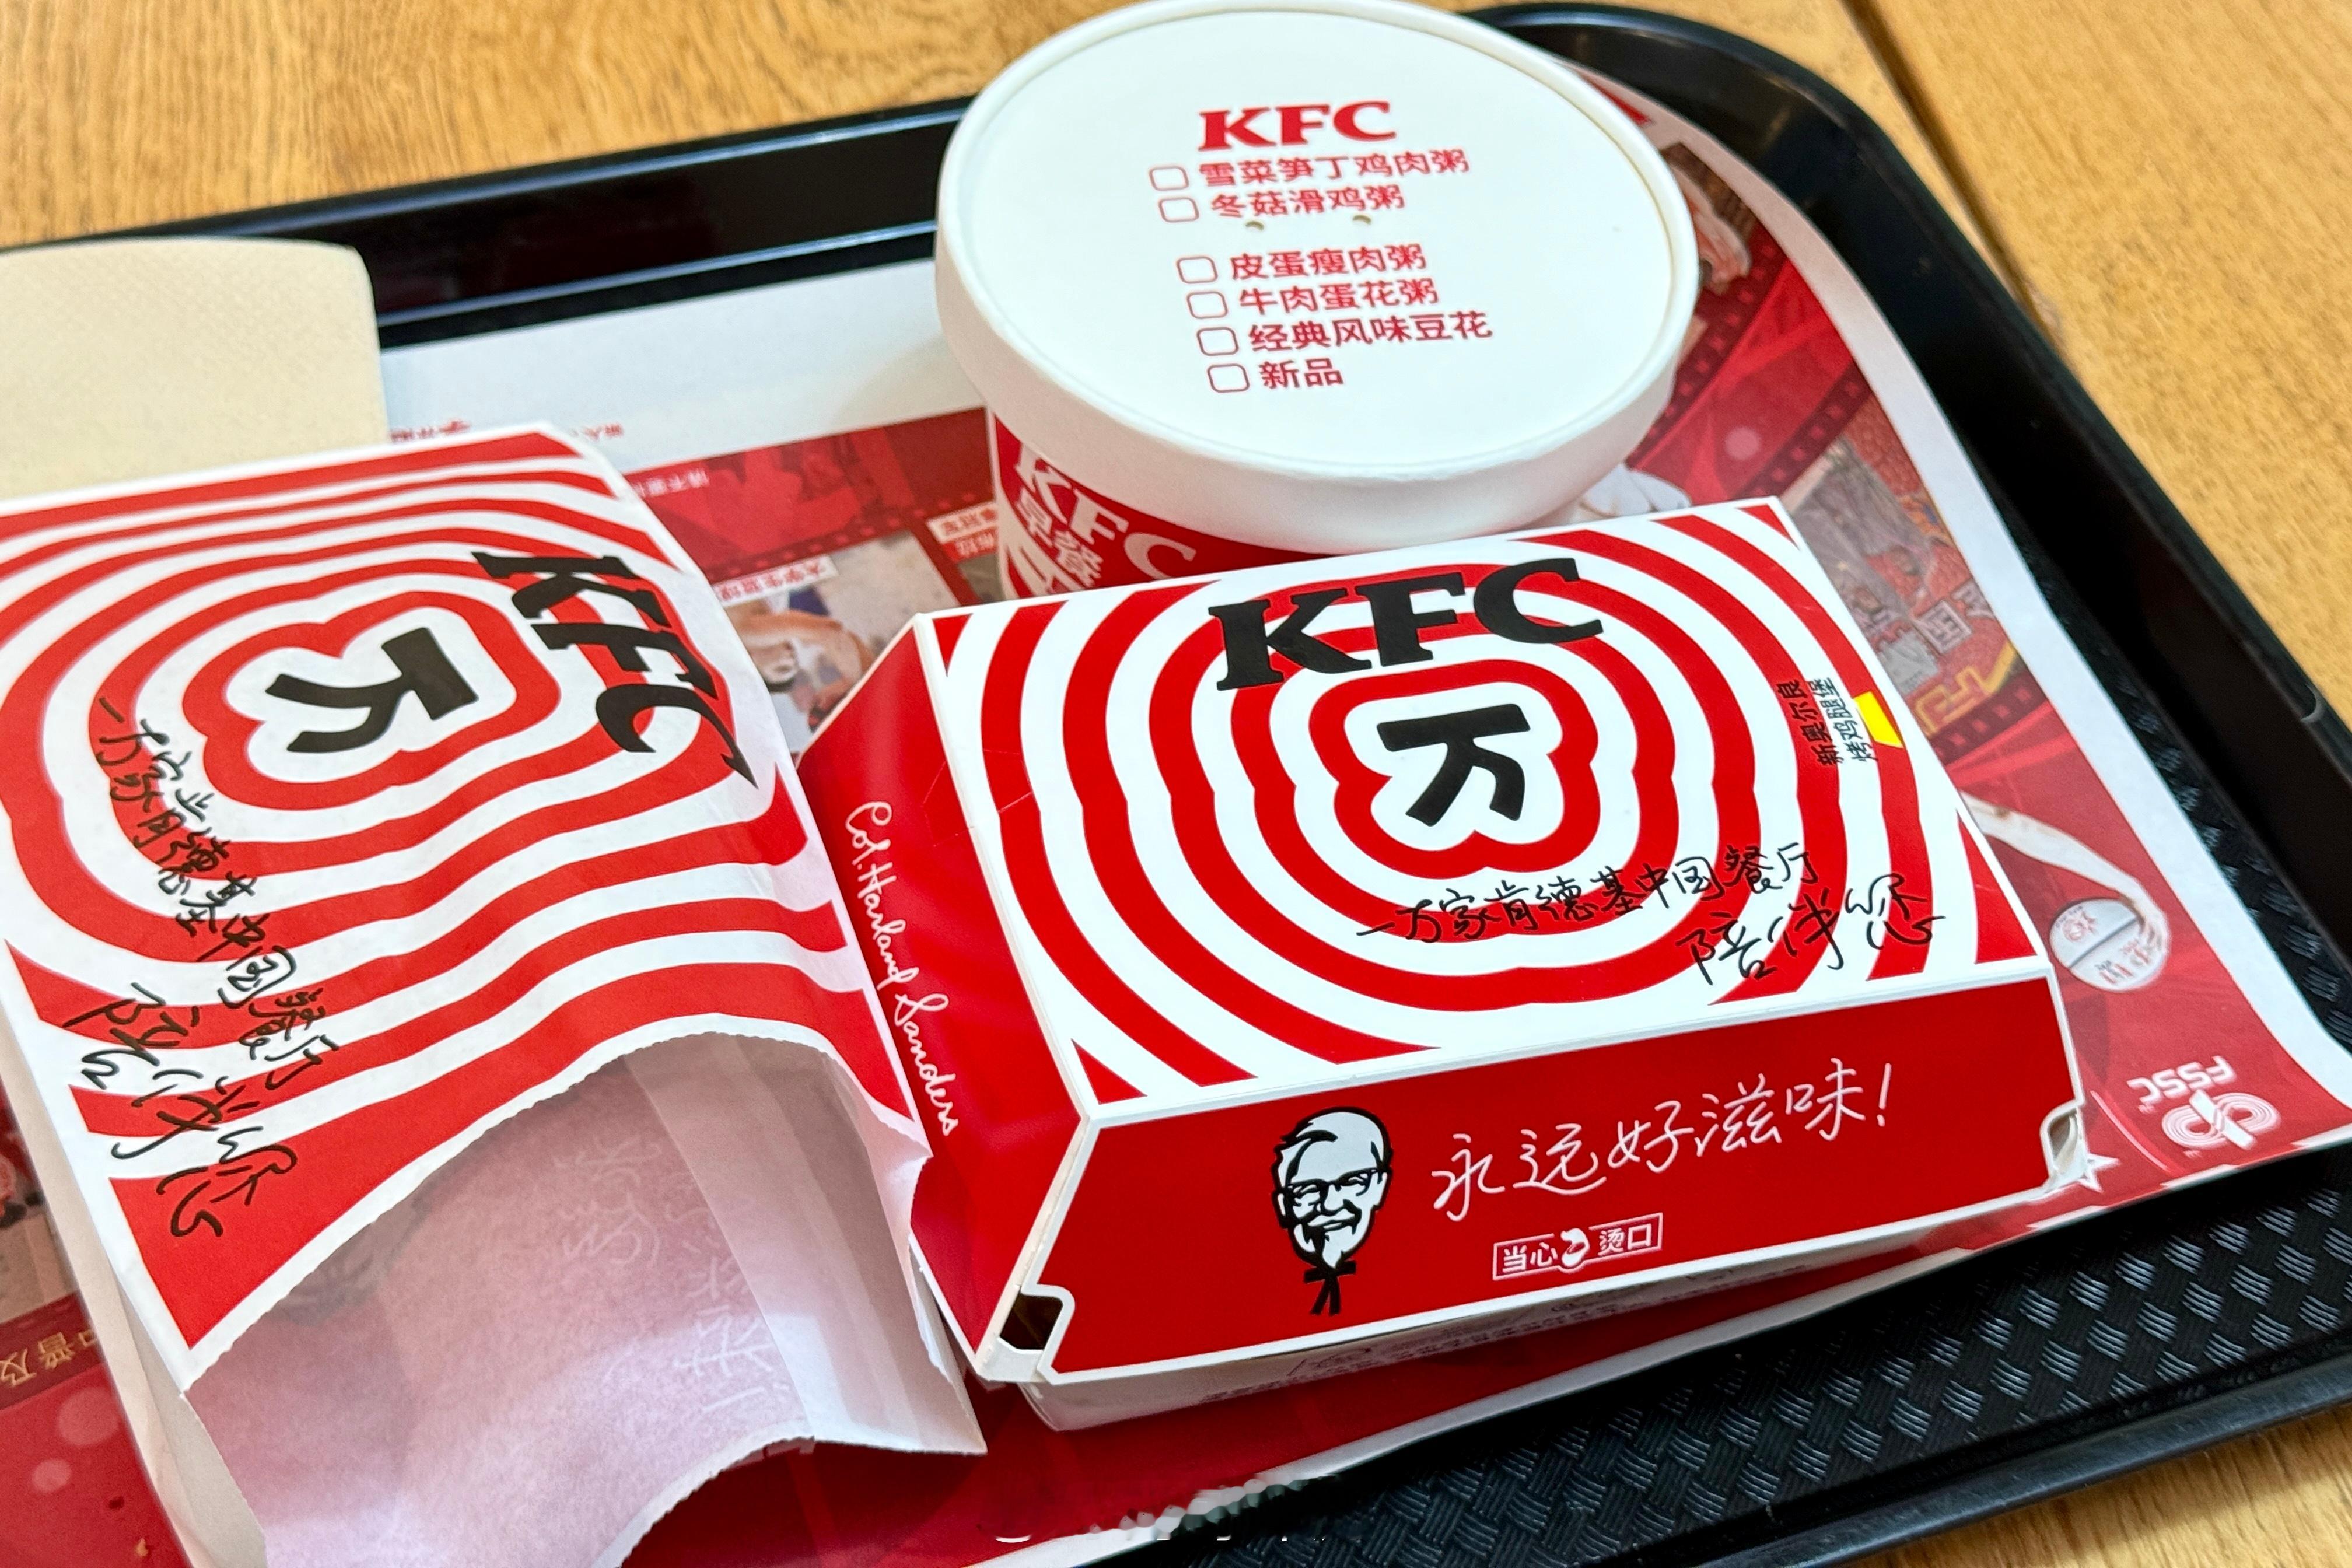 KFC
雪菜笋丁鸡肉粥
冬菇滑鸡粥
皮蛋瘦肉粥
牛肉蛋花粥
经典风味豆花
新品
KFC
早餐
KFC
万
一万家肯德基中国餐厅
陪伴您
KFC
万
新奥尔良
烤鸡腿堡
一万家肯德基中国餐厅
陪伴您
Col. Harland Sanders
永远好滋味!
当心烫口
FSSC